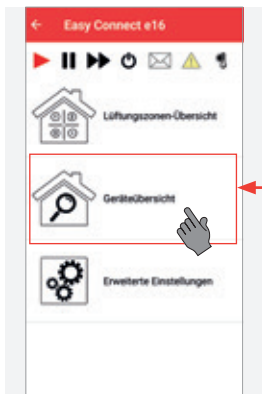 Easy Connect e16
Lüftungszonen-Übersicht
Geräteübersicht
Erweiterte Einstellungen